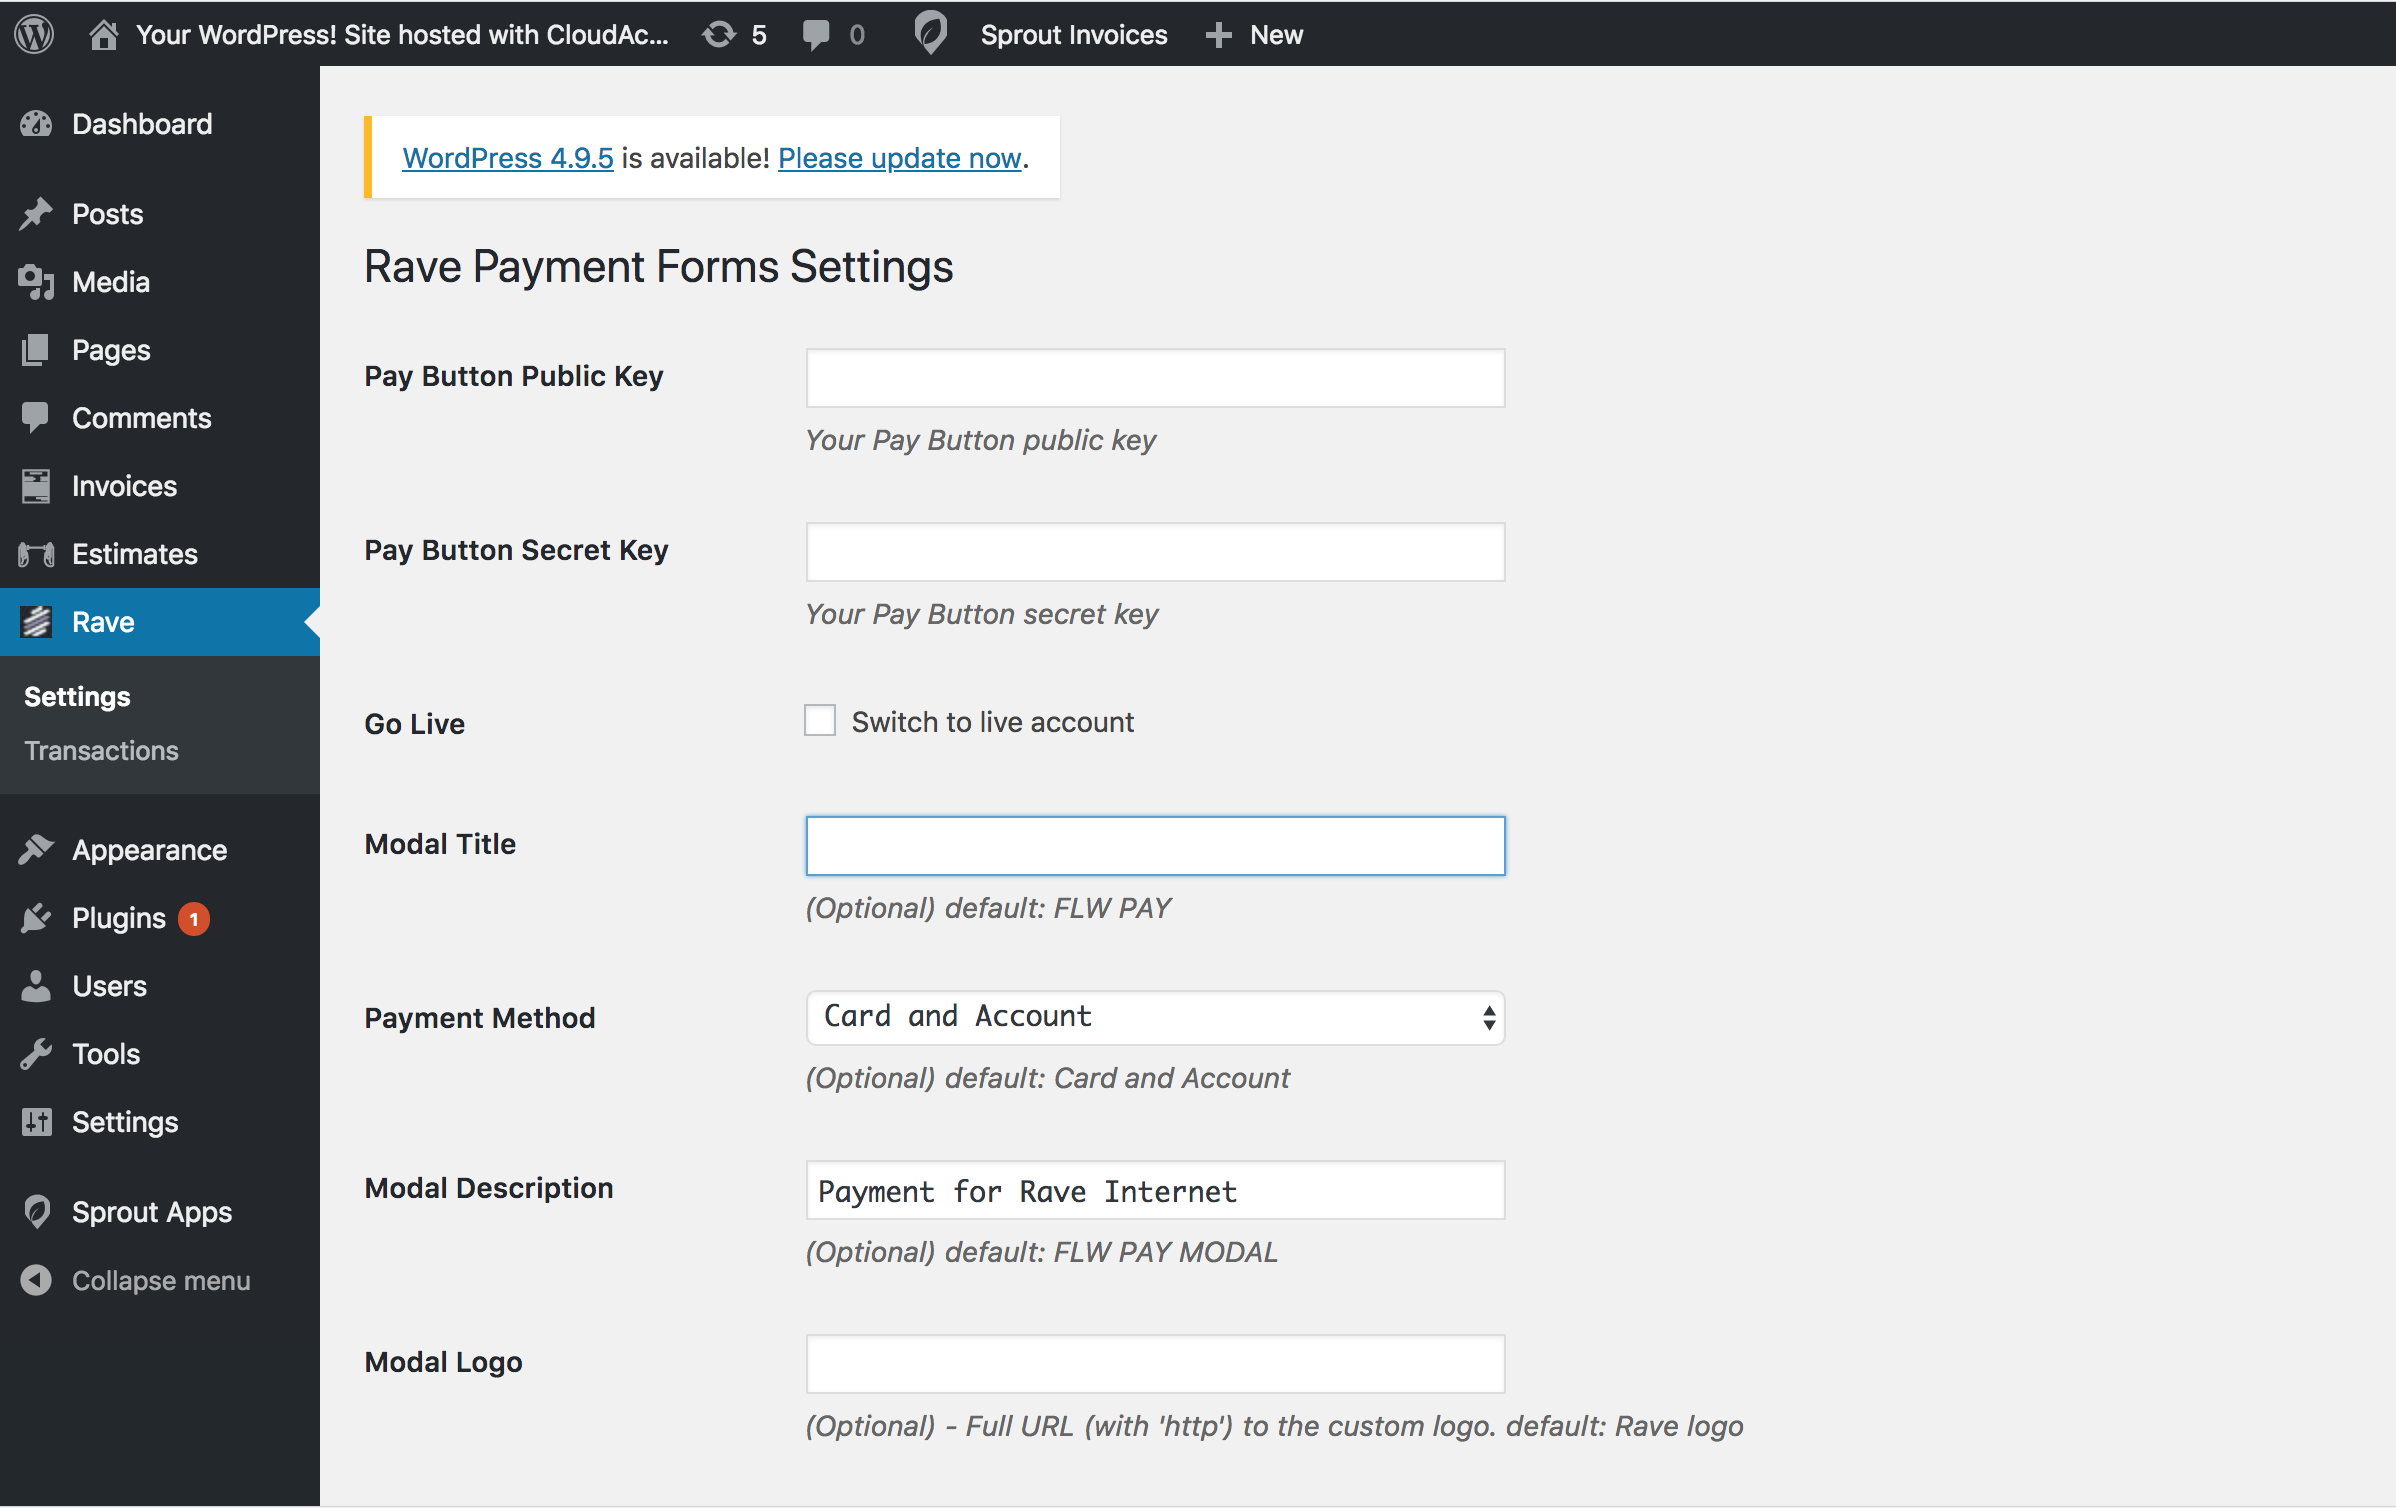 Your WordPress! Site hosted with CloudAc... 5 0 Sprout Invoices New
Dashboard
Posts
Media
Pages
Comments
Invoices
Estimates
Rave
Settings
Transactions
Appearance
Plugins 1
Users
Tools
Settings
Sprout Apps
Collapse menu
WordPress 4.9.5 is available! Please update now.
Rave Payment Forms Settings
Pay Button Public Key
Your Pay Button public key
Pay Button Secret Key
Your Pay Button secret key
Go Live Switch to live account
Modal Title
(Optional) default: FLW PAY
Payment Method Card and Account
(Optional) default: Card and Account
Modal Description Payment for Rave Internet
(Optional) default: FLW PAY MODAL
Modal Logo
(Optional) - Full URL (with 'http') to the custom logo. default: Rave logo